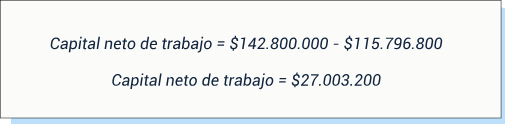 Capital neto de trabajo = $142.800.000 - $115.796.800
Capital neto de trabajo = $27.003.200